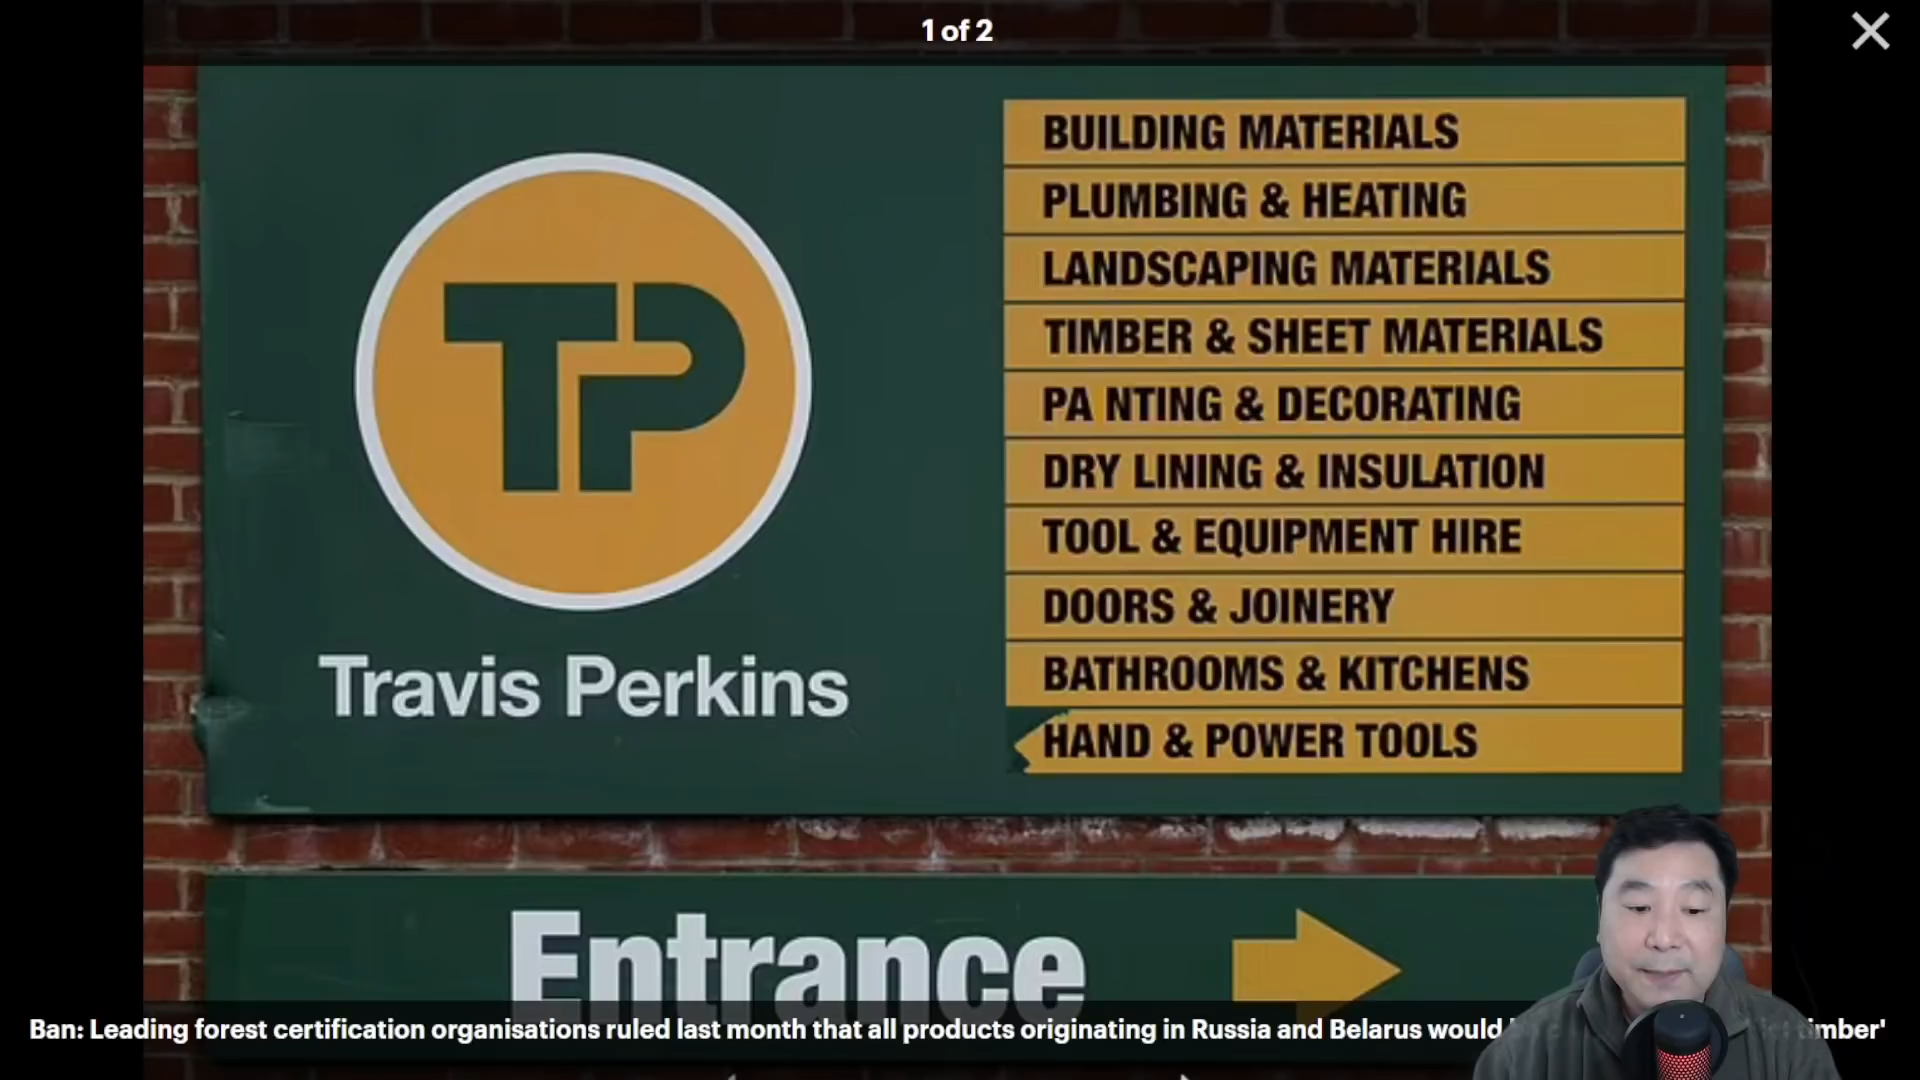 1 of 2
TP
Travis Perkins
BUILDING MATERIALS
PLUMBING & HEATING
LANDSCAPING MATERIALS
TIMBER & SHEET MATERIALS
PA NTING & DECORATING
DRY LINING & INSULATION
TOOL & EQUIPMENT HIRE
DOORS & JOINERY
BATHROOMS & KITCHENS
HAND & POWER TOOLS
Entrance
Ban: Leading forest certification organisations ruled last month that all products originating in Russia and Belarus would timber'